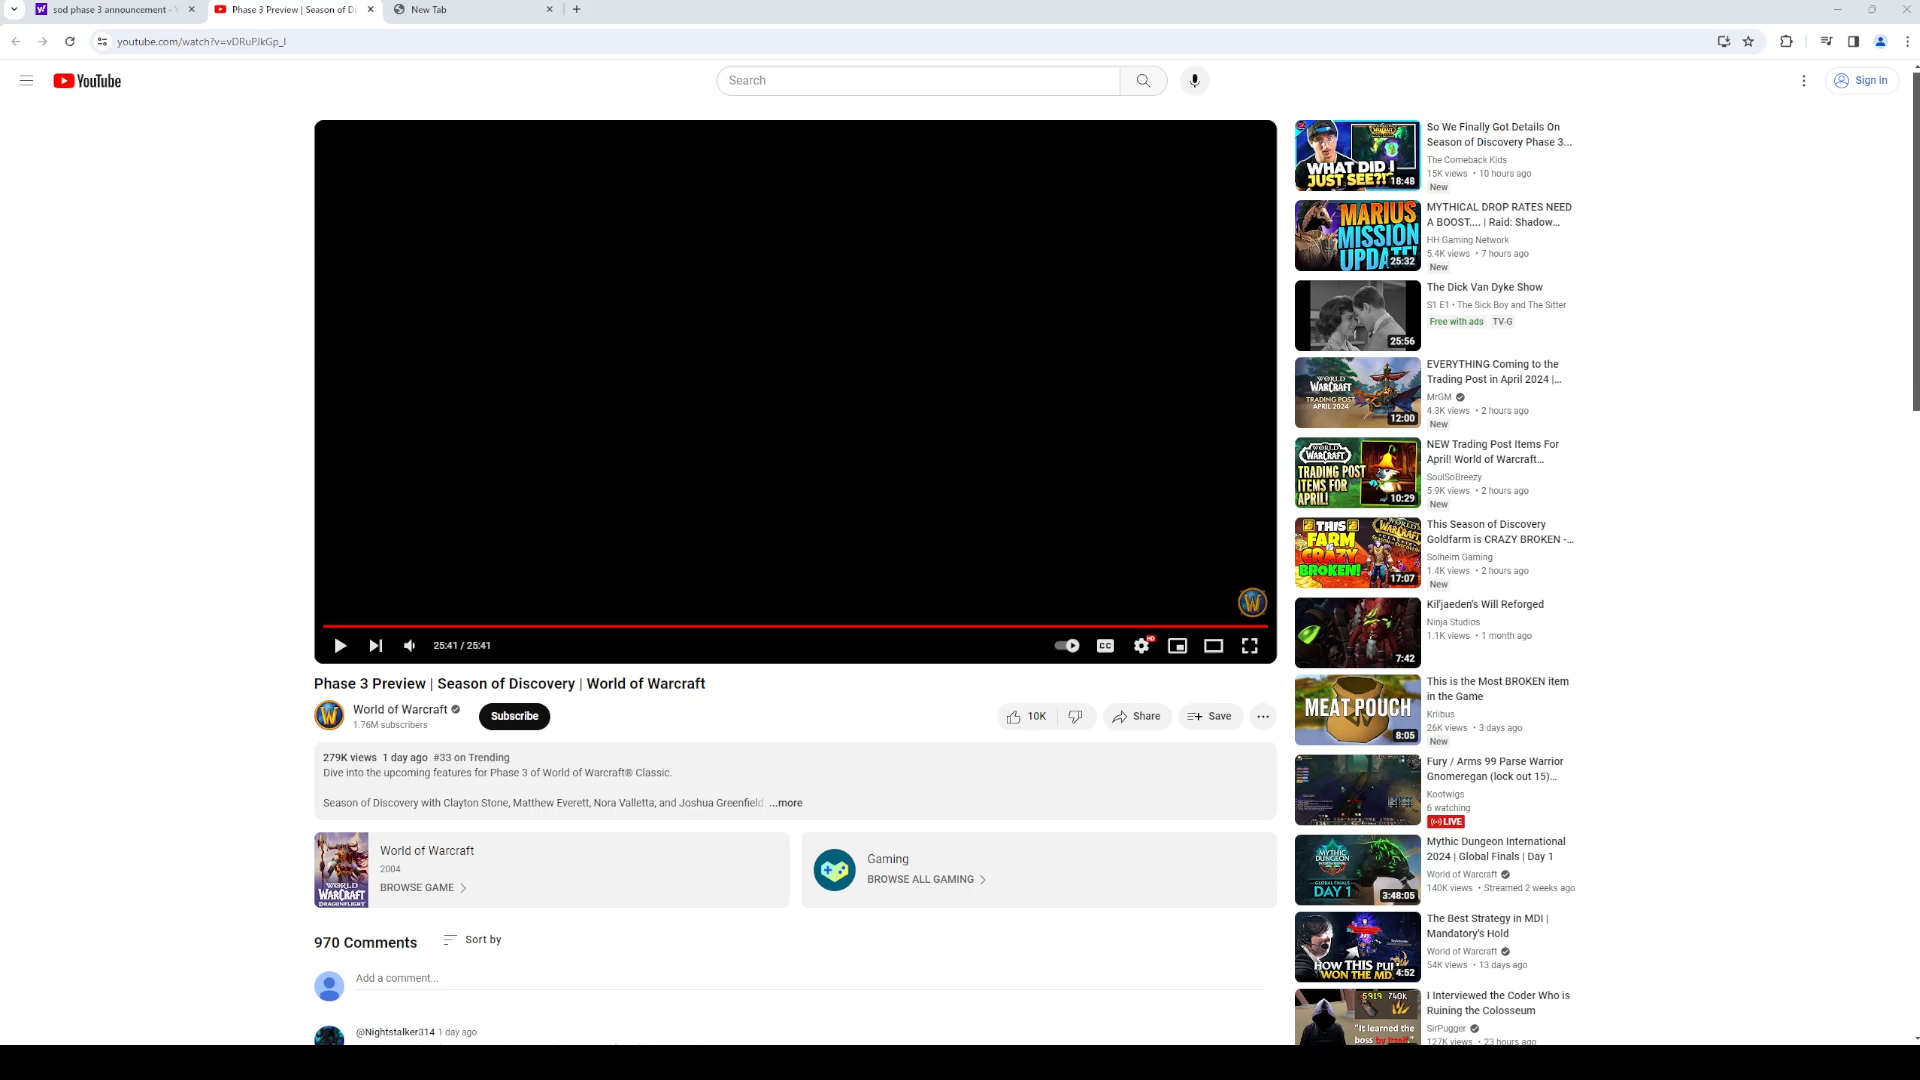 sod phase 3 announcement -
Phase 3 Preview | Season of Di
New Tab
youtube.com/watch?v=vDRuPJkGp_I
YouTube
Search
Sign in
25:41 / 25:41
CC
HD
Phase 3 Preview | Season of Discovery | World of Warcraft
World of Warcraft
1.76M subscribers
Subscribe
10K
Share
Save
279K views 1 day ago #33 on Trending
Dive into the upcoming features for Phase 3 of World of Warcraft® Classic.
Season of Discovery with Clayton Stone, Matthew Everett, Nora Valletta, and Joshua Greenfield. ...more
WORLD
WARCRAFT
DRAGONFLIGHT
World of Warcraft
2004
BROWSE GAME
Gaming
BROWSE ALL GAMING
970 Comments
Sort by
Add a comment...
@Nightstalker314 1 day ago
WHAT DID I
JUST SEE?!
18:48
So We Finally Got Details On
Season of Discovery Phase 3...
The Comeback Kids
15K views • 10 hours ago
New
MARIUS
MISSION
UPDATE!
25:32
MYTHICAL DROP RATES NEED
A BOOST.... | Raid: Shadow...
HH Gaming Network
5.4K views • 7 hours ago
New
25:56
The Dick Van Dyke Show
S1 E1 • The Sick Boy and The Sitter
Free with ads TV-G
WORLD
WARCRAFT
TRADING POST
APRIL 2024
12:00
EVERYTHING Coming to the
Trading Post in April 2024 |...
MrGM
4.3K views • 2 hours ago
New
WORLD
WARCRAFT
TRADING POST
ITEMS FOR
APRIL!
10:29
NEW Trading Post Items For
April! World of Warcraft...
SoulSoBreezy
5.9K views • 2 hours ago
New
THIS
FARM
CRAZY
BROKEN!
WARCRAFT
17:07
This Season of Discovery
Goldfarm is CRAZY BROKEN -...
Solheim Gaming
1.4K views • 2 hours ago
New
7:42
Kil'jaeden's Will Reforged
Ninja Studios
1.1K views • 1 month ago
MEAT POUCH
8:05
This is the Most BROKEN item
in the Game
Kriibus
26K views • 3 days ago
New
Fury / Arms 99 Parse Warrior
Gnomeregan (lock out 15)...
Kootwigs
6 watching
LIVE
MYTHIC
DUNGEON
GLOBAL FINALS
DAY 1
3:48:05
Mythic Dungeon International
2024 | Global Finals | Day 1
World of Warcraft
140K views • Streamed 2 weeks ago
HOW THIS PUL
WON THE MD
4:52
The Best Strategy in MDI |
Mandatory's Hold
World of Warcraft
54K views • 13 days ago
5919 740k
"It learned the
boss by itself."
I Interviewed the Coder Who is
Ruining the Colosseum
SirPugger
127K views • 23 hours ago